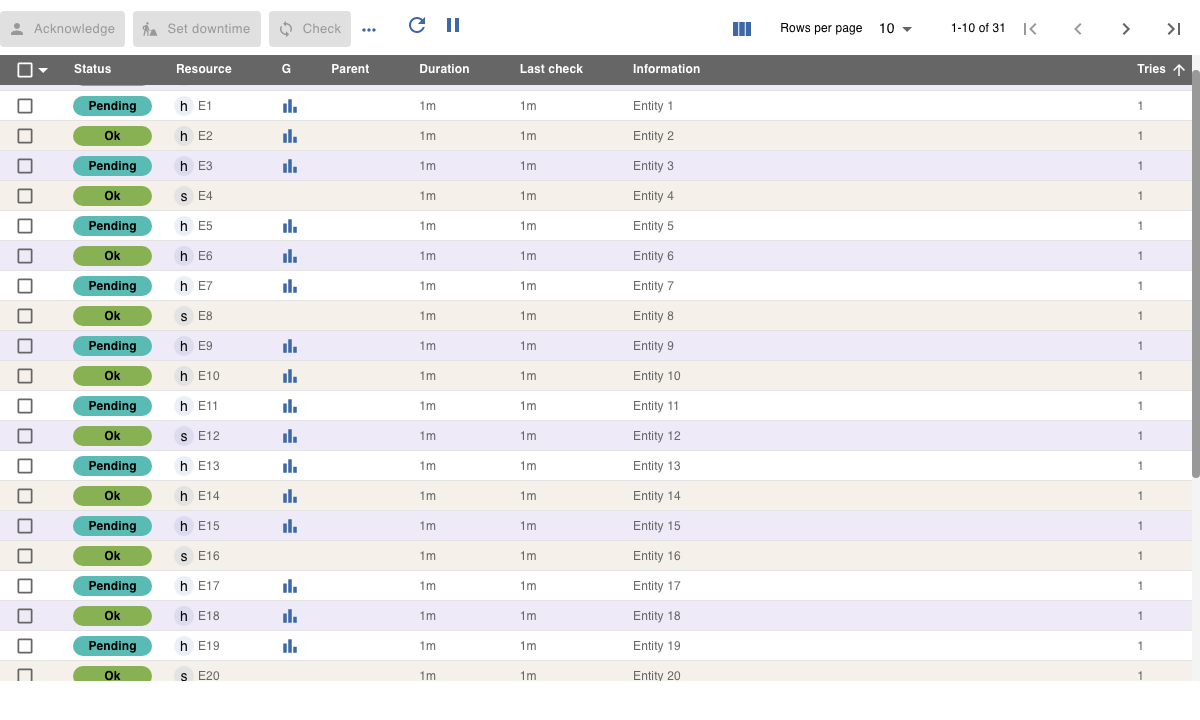 Acknowledge Set downtime Check Rows per page 10 1-10 of 31
Status Resource G Parent Duration Last check Information Tries
Pending h E1 1m 1m Entity 1 1
Ok h E2 1m 1m Entity 2 1
Pending h E3 1m 1m Entity 3 1
Ok s E4 1m 1m Entity 4 1
Pending h E5 1m 1m Entity 5 1
Ok h E6 1m 1m Entity 6 1
Pending h E7 1m 1m Entity 7 1
Ok s E8 1m 1m Entity 8 1
Pending h E9 1m 1m Entity 9 1
Ok h E10 1m 1m Entity 10 1
Pending h E11 1m 1m Entity 11 1
Ok s E12 1m 1m Entity 12 1
Pending h E13 1m 1m Entity 13 1
Ok h E14 1m 1m Entity 14 1
Pending h E15 1m 1m Entity 15 1
Ok s E16 1m 1m Entity 16 1
Pending h E17 1m 1m Entity 17 1
Ok h E18 1m 1m Entity 18 1
Pending h E19 1m 1m Entity 19 1
Ok s E20 1m 1m Entity 20 1